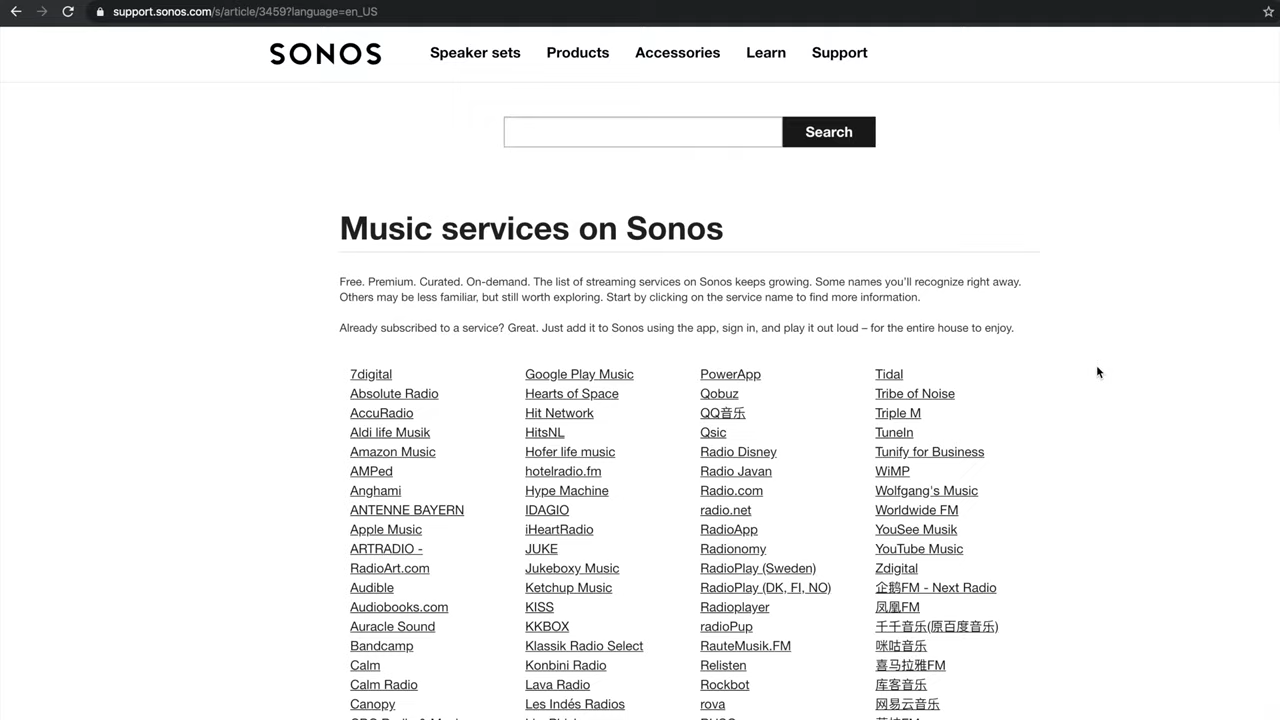 support.sonos.com/s/article/3459?language=en_US
SONOS
Speaker sets
Products
Accessories
Learn
Support
Search
Music services on Sonos
Free. Premium. Curated. On-demand. The list of streaming services on Sonos keeps growing. Some names you’ll recognize right away.
Others may be less familiar, but still worth exploring. Start by clicking on the service name to find more information.
Already subscribed to a service? Great. Just add it to Sonos using the app, sign in, and play it out loud – for the entire house to enjoy.
7digital
Absolute Radio
AccuRadio
Aldi life Musik
Amazon Music
AMPed
Anghami
ANTENNE BAYERN
Apple Music
ARTRADIO -
RadioArt.com
Audible
Audiobooks.com
Auracle Sound
Bandcamp
Calm
Calm Radio
Canopy
Google Play Music
Hearts of Space
Hit Network
HitsNL
Hofer life music
hotelradio.fm
Hype Machine
IDAGIO
iHeartRadio
JUKE
Jukeboxy Music
Ketchup Music
KISS
KKBOX
Klassik Radio Select
Konbini Radio
Lava Radio
Les Indés Radios
PowerApp
Qobuz
QQ音乐
Qsic
Radio Disney
Radio Javan
Radio.com
radio.net
RadioApp
Radionomy
RadioPlay (Sweden)
RadioPlay (DK, FI, NO)
Radioplayer
radioPup
RauteMusik.FM
Relisten
Rockbot
rova
Tidal
Tribe of Noise
Triple M
TuneIn
Tunify for Business
WiMP
Wolfgang's Music
Worldwide FM
YouSee Musik
YouTube Music
Zdigital
企鹅FM - Next Radio
凤凰FM
千千音乐(原百度音乐)
咪咕音乐
喜马拉雅FM
库客音乐
网易云音乐